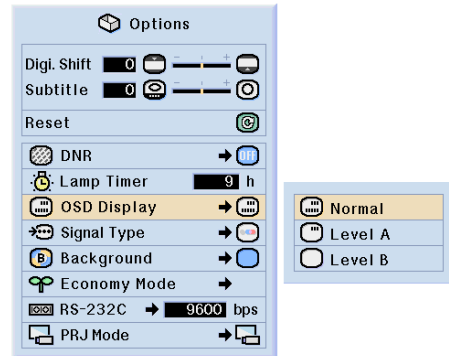 Options
Digi. Shift 0 - +
Subtitle 0 - +
Reset
DNR OFF
Lamp Timer 9 h
OSD Display
Signal Type
B Background
Economy Mode
RS-232C 9600 bps
PRJ Mode
Normal
Level A
Level B